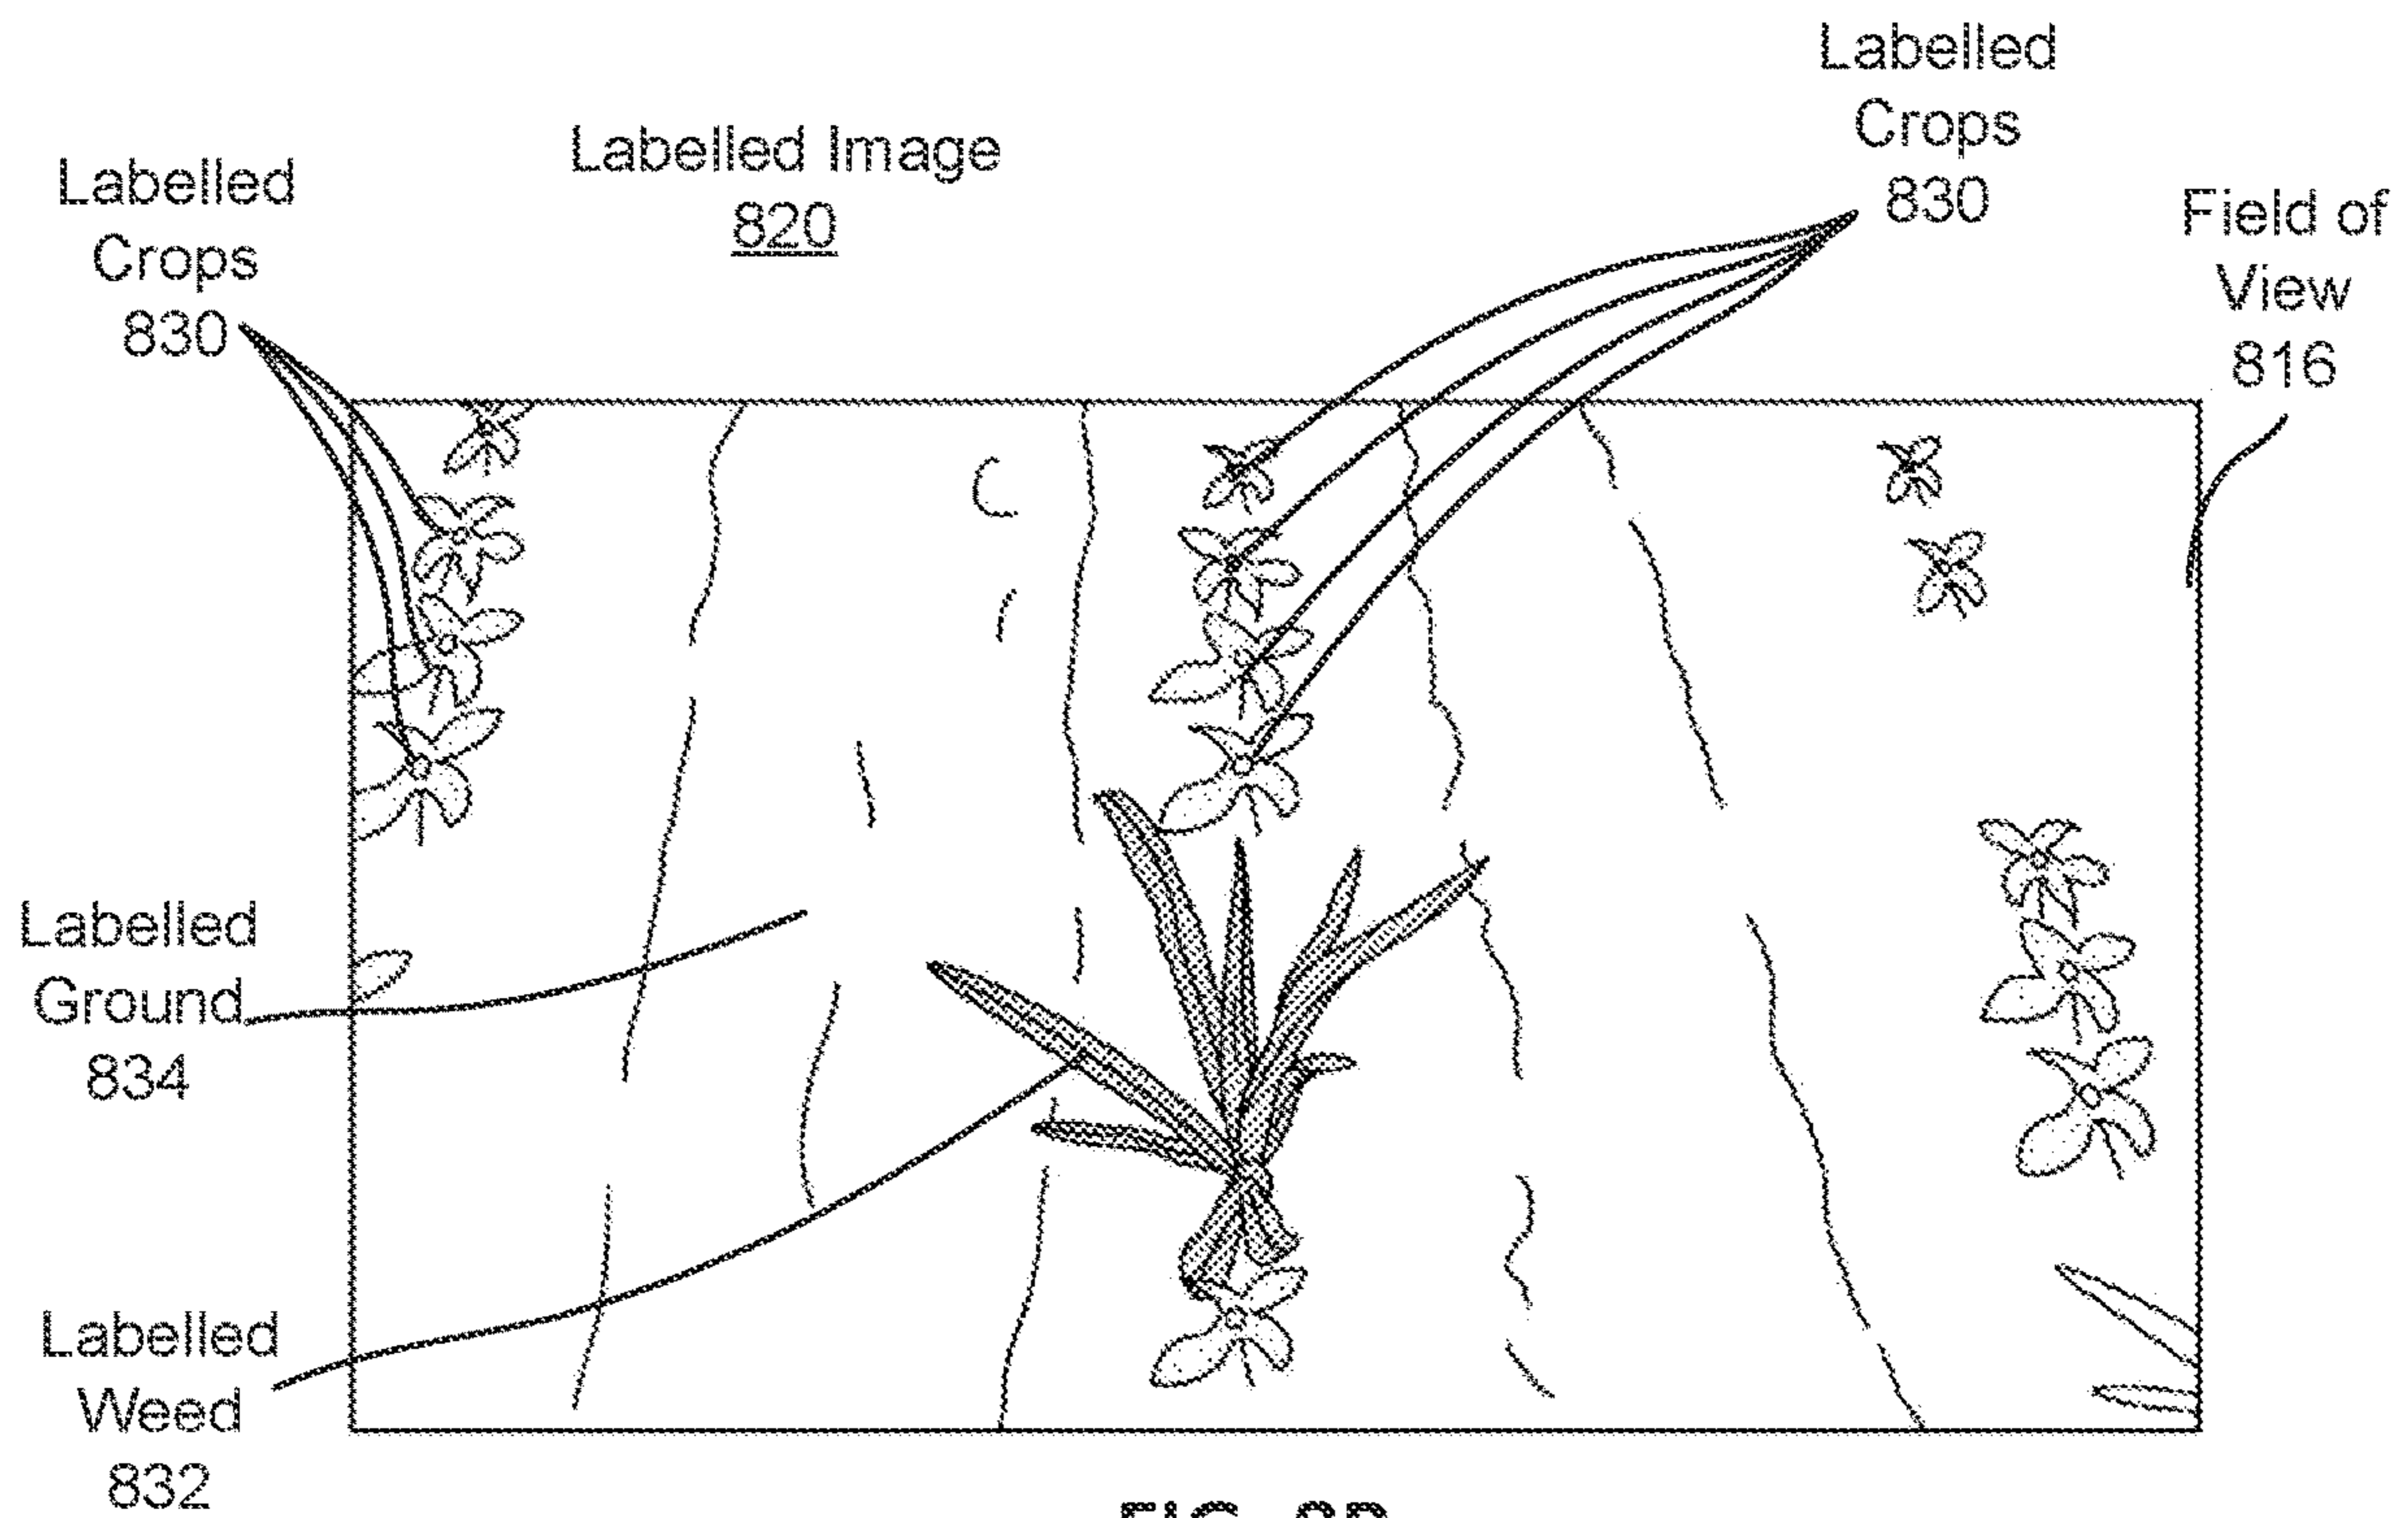 Labelled
Crops
830
Labelled Image
820
Labelled
Crops
830
Field of
View
816
Labelled
Ground
834
Labelled
Weed
832
FIG.